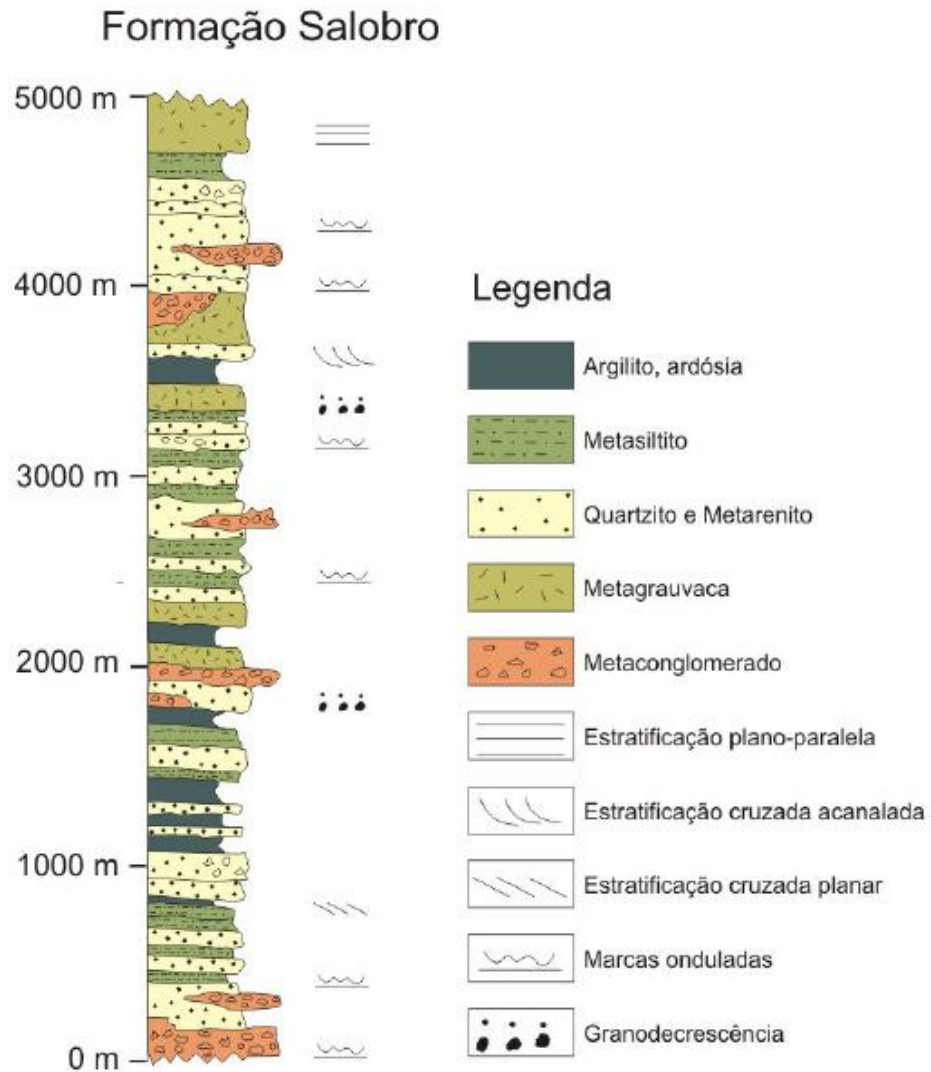 Formação Salobro
5000 m
4000 m
3000 m
2000 m
1000 m
0 m
Legenda
Argilito, ardósia
Metasiltito
Quartzito e Metarenito
Metagrauvaca
Metaconglomerado
Estratificação plano-paralela
Estratificação cruzada acanalada
Estratificação cruzada planar
Marcas onduladas
Granodecrescência